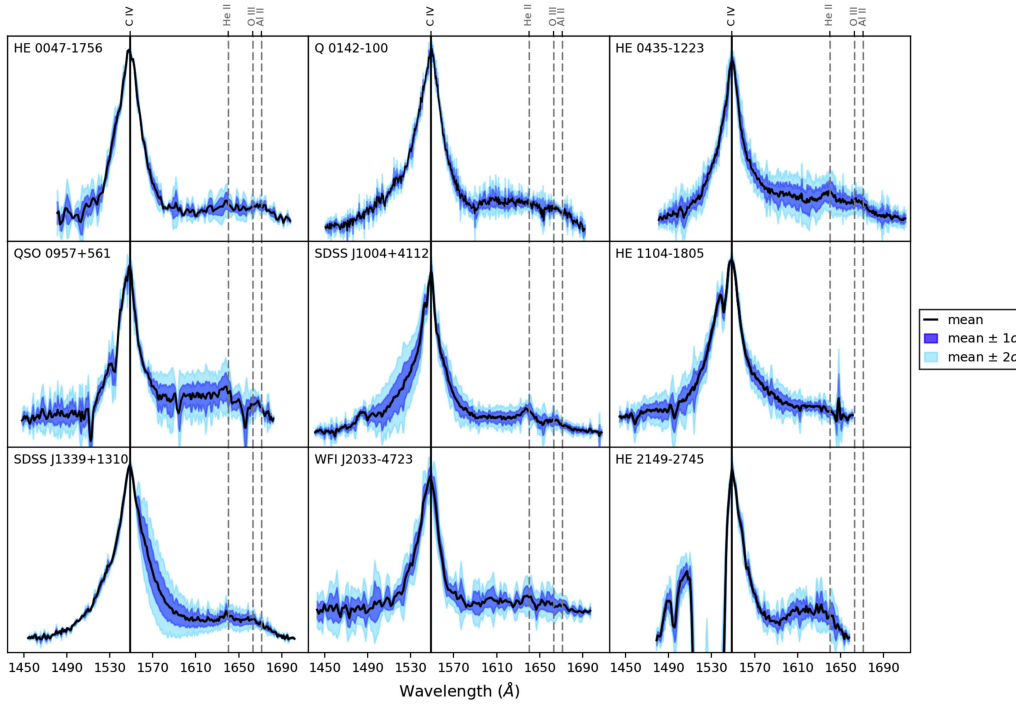 C IV He II O III Al II C IV He II O III Al II C IV He II O III Al II
HE 0047-1756 Q 0142-100 HE 0435-1223
QSO 0957+561 SDSS J1004+4112 HE 1104-1805
mean
mean ± 1σ
mean ± 2σ
SDSS J1339+1310 WFI J2033-4723 HE 2149-2745
1450 1490 1530 1570 1610 1650 1690 1450 1490 1530 1570 1610 1650 1690 1450 1490 1530 1570 1610 1650 1690
Wavelength (Å)